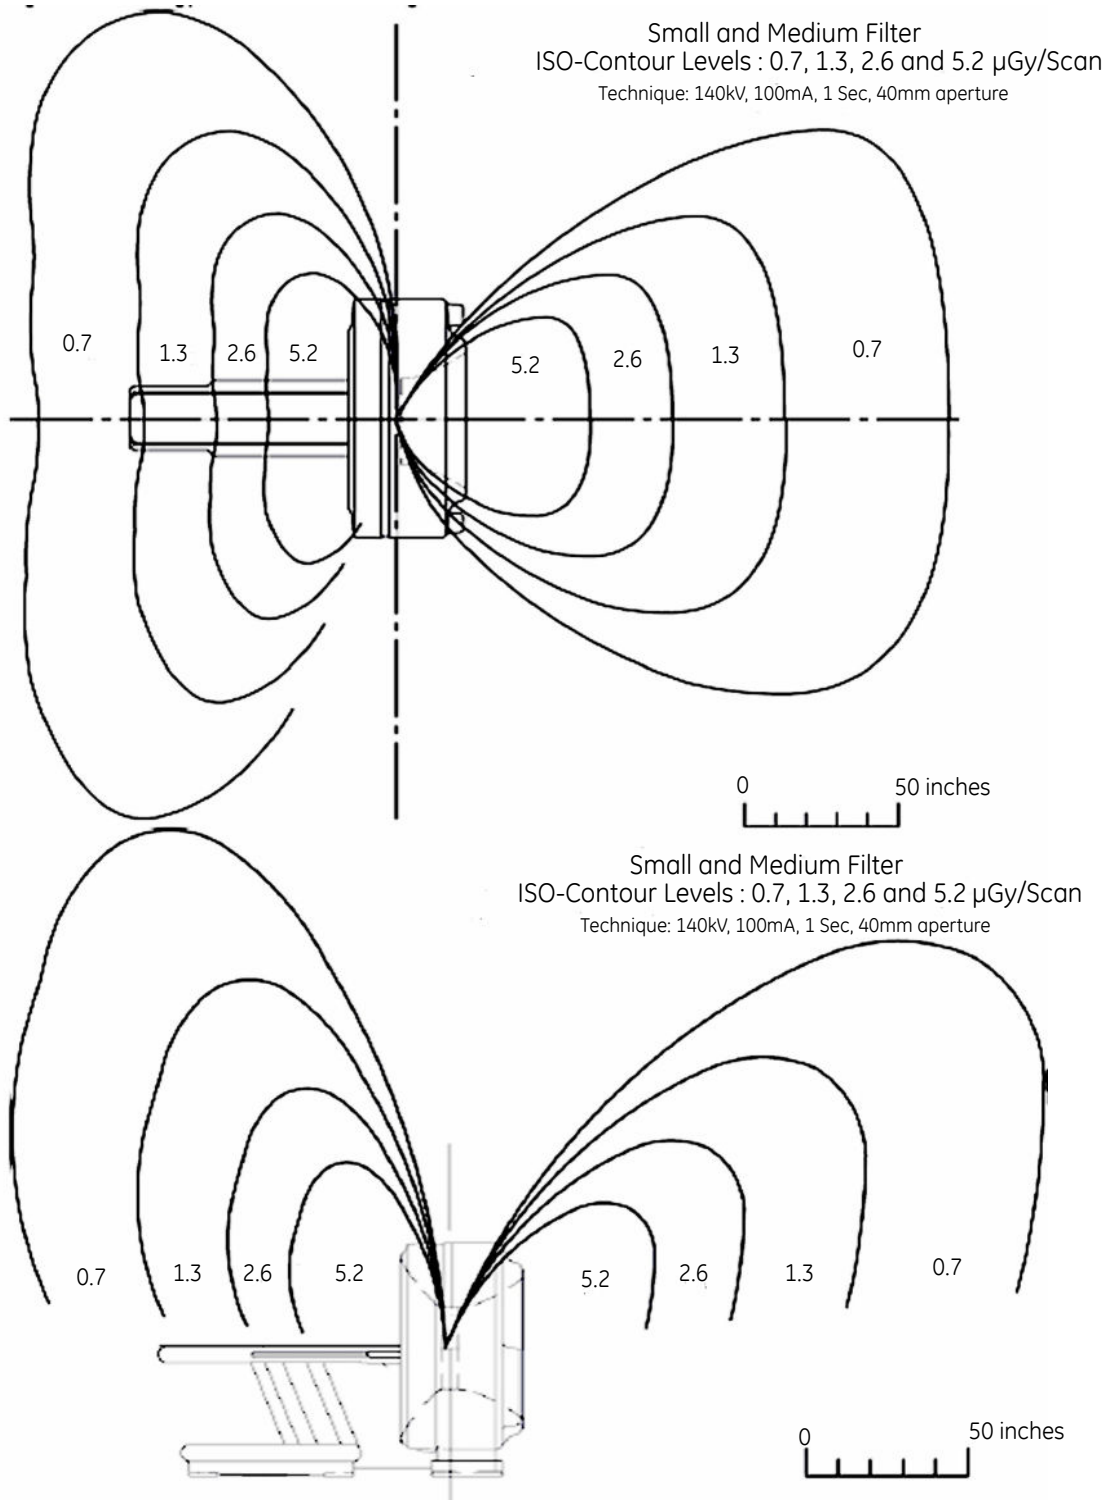 Small and Medium Filter
ISO-Contour Levels : 0.7, 1.3, 2.6 and 5.2 µGy/Scan
Technique: 140kV, 100mA, 1 Sec, 40mm aperture
0.7 1.3 2.6 5.2 5.2 2.6 1.3 0.7
0 50 inches
Small and Medium Filter
ISO-Contour Levels : 0.7, 1.3, 2.6 and 5.2 µGy/Scan
Technique: 140kV, 100mA, 1 Sec, 40mm aperture
0.7 1.3 2.6 5.2 5.2 2.6 1.3 0.7
0 50 inches